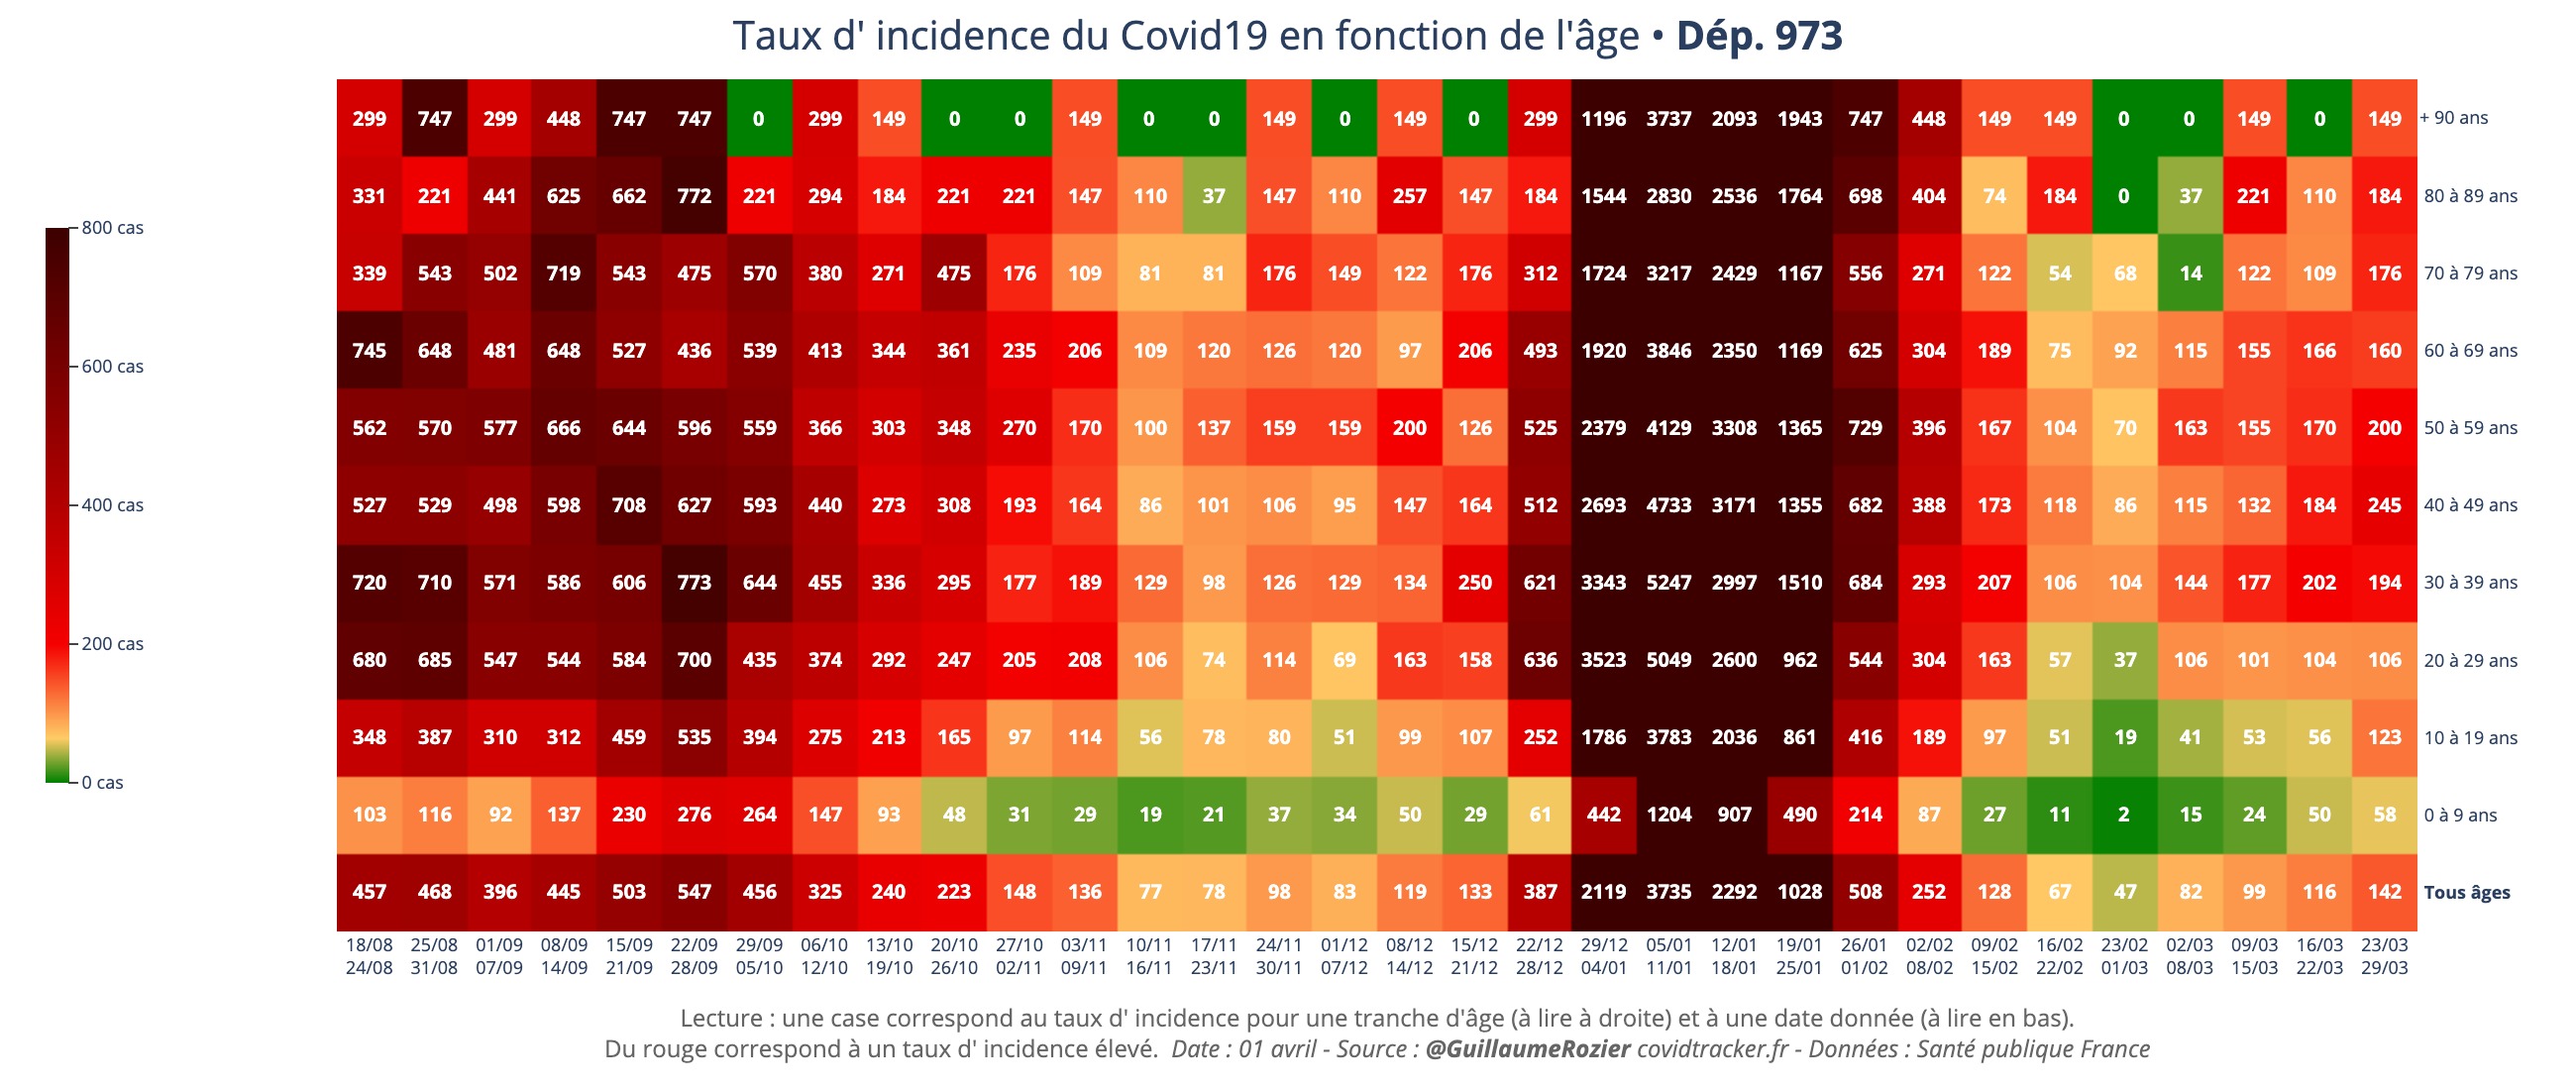 Taux d' incidence du Covid19 en fonction de l'âge • Dép. 973
800 cas
600 cas
400 cas
200 cas
0 cas
299 747 299 448 747 747 0 299 149 0 0 149 0 0 149 0 149 0 299 1196 3737 2093 1943 747 448 149 149 0 0 149 0 149 + 90 ans
331 221 441 625 662 772 221 294 184 221 221 147 110 37 147 110 257 147 184 1544 2830 2536 1764 698 404 74 184 0 37 221 110 184 80 à 89 ans
339 543 502 719 543 475 570 380 271 475 176 109 81 81 176 149 122 176 312 1724 3217 2429 1167 556 271 122 54 68 14 122 109 176 70 à 79 ans
745 648 481 648 527 436 539 413 344 361 235 206 109 120 126 120 97 206 493 1920 3846 2350 1169 625 304 189 75 92 115 155 166 160 60 à 69 ans
562 570 577 666 644 596 559 366 303 348 270 170 100 137 159 159 200 126 525 2379 4129 3308 1365 729 396 167 104 70 163 155 170 200 50 à 59 ans
527 529 498 598 708 627 593 440 273 308 193 164 86 101 106 95 147 164 512 2693 4733 3171 1355 682 388 173 118 86 115 132 184 245 40 à 49 ans
720 710 571 586 606 773 644 455 336 295 177 189 129 98 126 129 134 250 621 3343 5247 2997 1510 684 293 207 106 104 144 177 202 194 30 à 39 ans
680 685 547 544 584 700 435 374 292 247 205 208 106 74 114 69 163 158 636 3523 5049 2600 962 544 304 163 57 37 106 101 104 106 20 à 29 ans
348 387 310 312 459 535 394 275 213 165 97 114 56 78 80 51 99 107 252 1786 3783 2036 861 416 189 97 51 19 41 53 56 123 10 à 19 ans
103 116 92 137 230 276 264 147 93 48 31 29 19 21 37 34 50 29 61 442 1204 907 490 214 87 27 11 2 15 24 50 58 0 à 9 ans
457 468 396 445 503 547 456 325 240 223 148 136 77 78 98 83 119 133 387 2119 3735 2292 1028 508 252 128 67 47 82 99 116 142 Tous âges
18/08 25/08 01/09 08/09 15/09 22/09 29/09 06/10 13/10 20/10 27/10 03/11 10/11 17/11 24/11 01/12 08/12 15/12 22/12 29/12 05/01 12/01 19/01 26/01 02/02 09/02 16/02 23/02 02/03 09/03 16/03 23/03
24/08 31/08 07/09 14/09 21/09 28/09 05/10 12/10 19/10 26/10 02/11 09/11 16/11 23/11 30/11 07/12 14/12 21/12 28/12 04/01 11/01 18/01 25/01 01/02 08/02 15/02 22/02 01/03 08/03 15/03 22/03 29/03
Lecture : une case correspond au taux d' incidence pour une tranche d'âge (à lire à droite) et à une date donnée (à lire en bas).
Du rouge correspond à un taux d' incidence élevé. Date : 01 avril - Source : @GuillaumeRozier covidtracker.fr - Données : Santé publique France